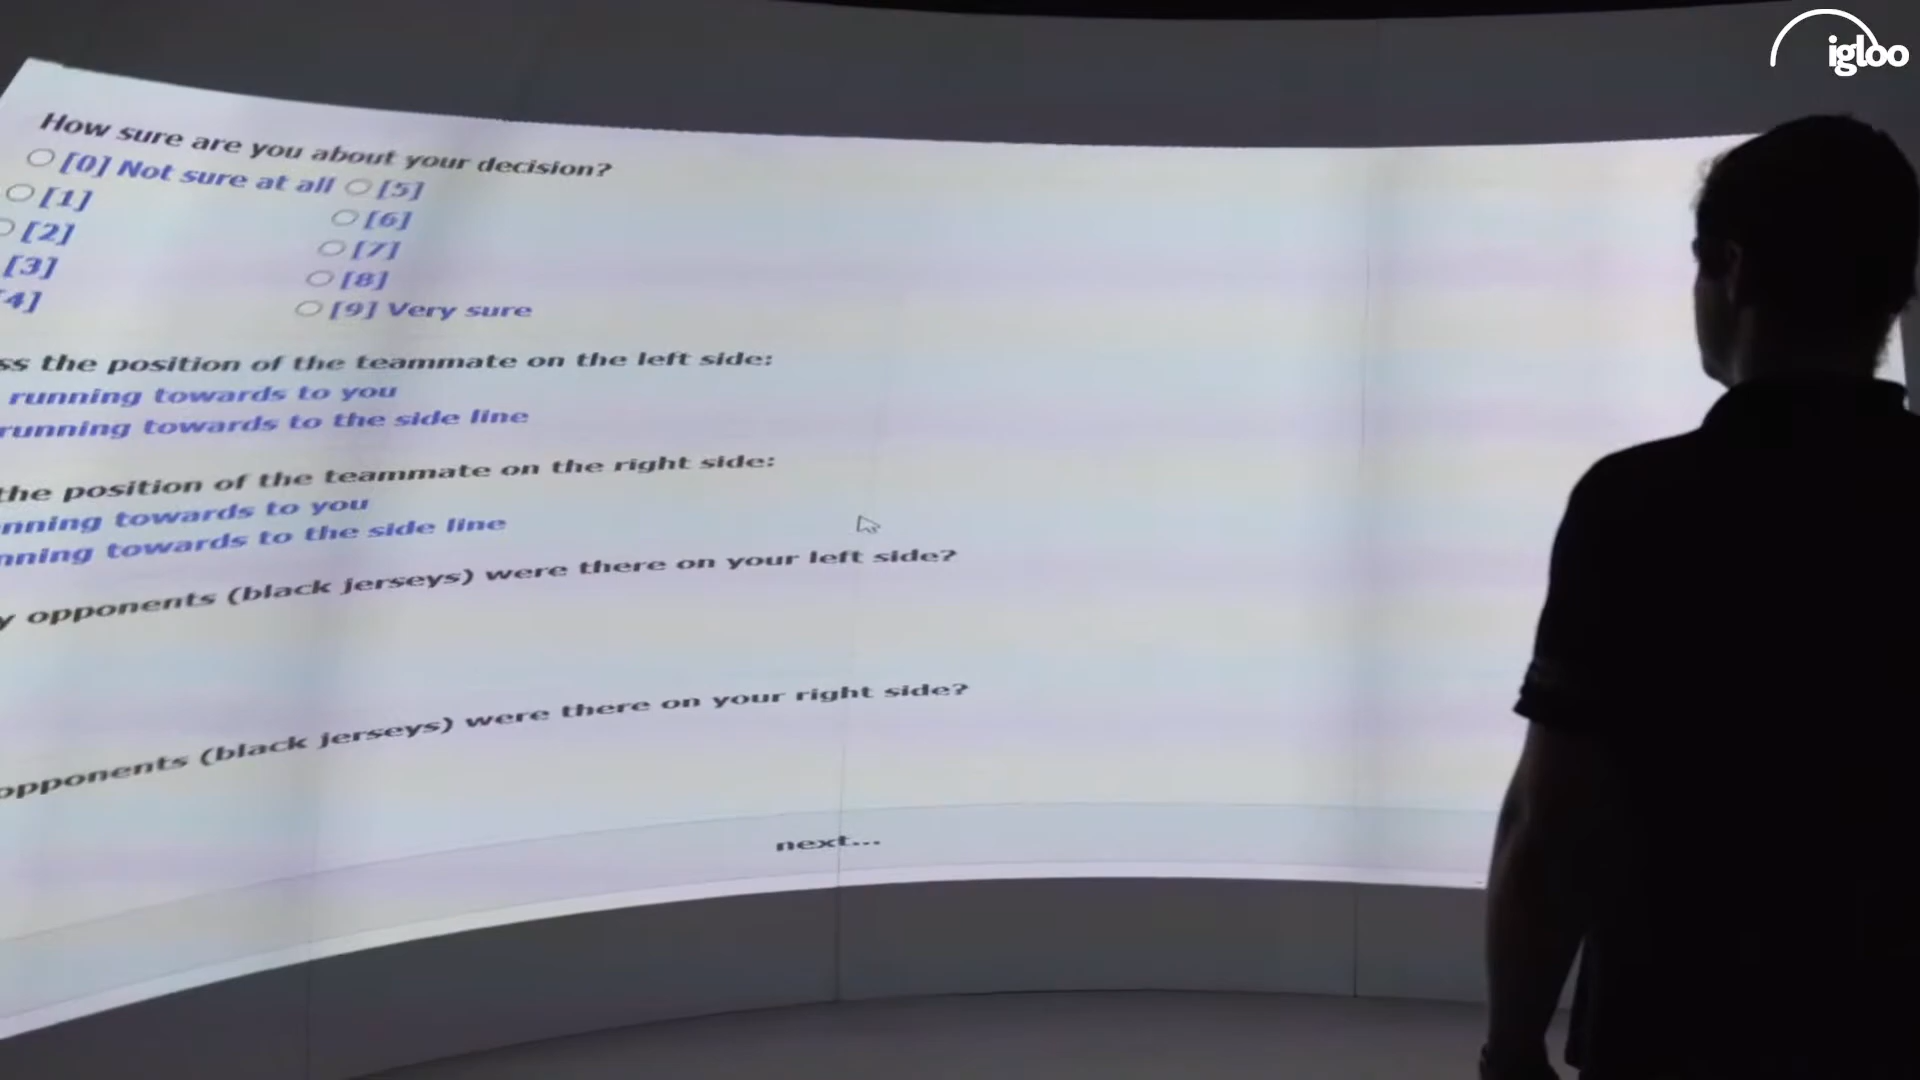 igloo
How sure are you about your decision?
[0] Not sure at all [5]
[1] [6]
[2] [7]
[3] [8]
4] [9] Very sure
ss the position of the teammate on the left side:
running towards to you
running towards to the side line
the position of the teammate on the right side:
nning towards to you
nning towards to the side line
y opponents (black jerseys) were there on your left side?
opponents (black jerseys) were there on your right side?
next...